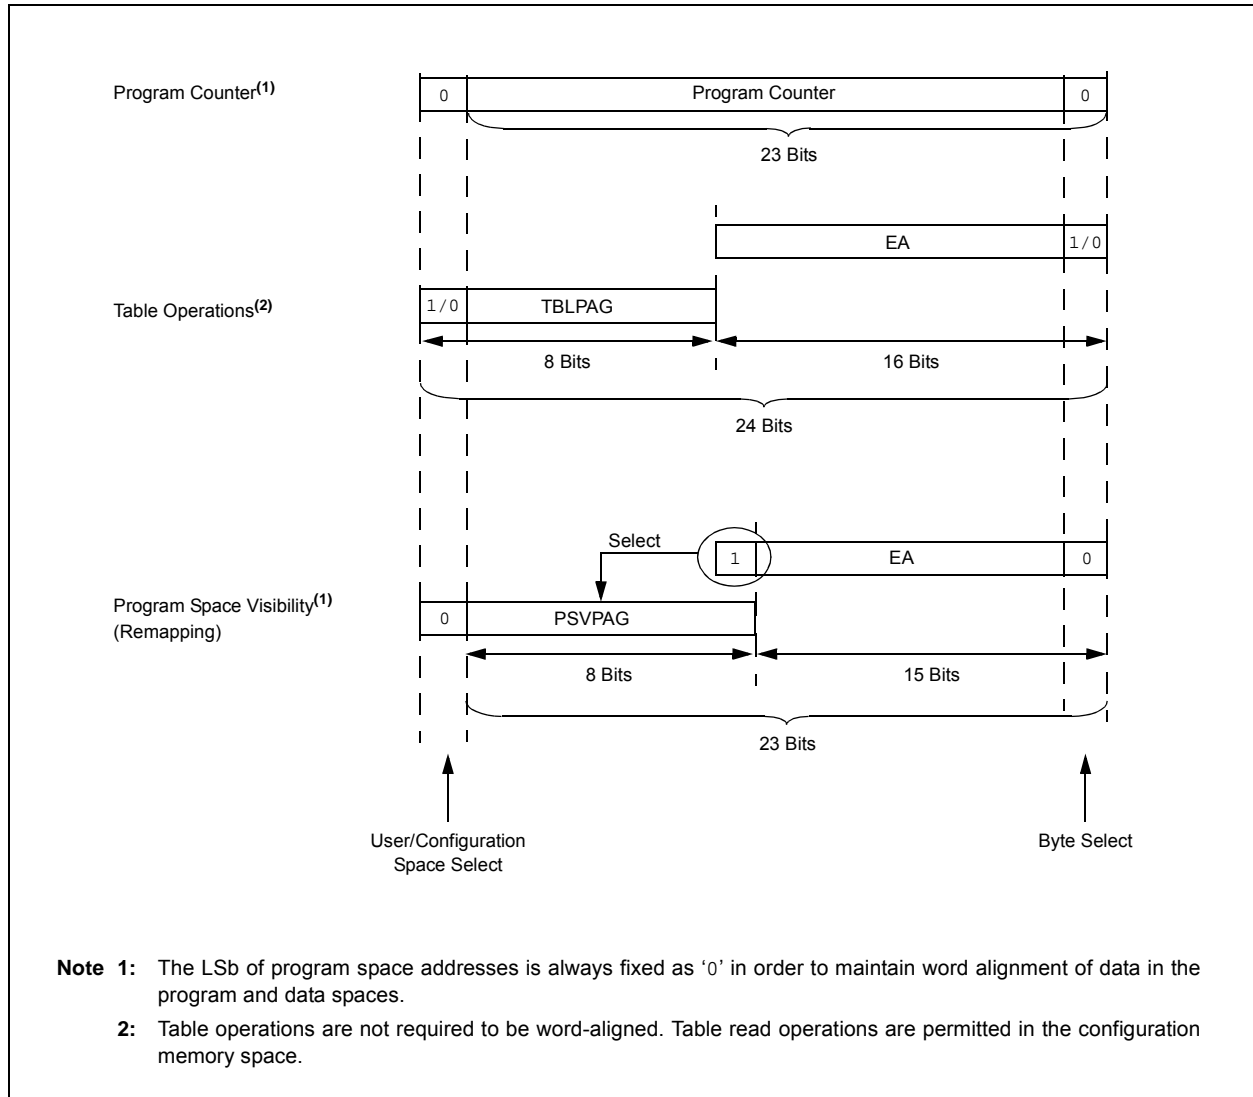 Program Counter(1)
0
Program Counter
0
23 Bits
EA
1/0
Table Operations(2)
1/0
TBLPAG
8 Bits
16 Bits
24 Bits
Select
1
EA
0
Program Space Visibility(1)
(Remapping)
0
PSVPAG
8 Bits
15 Bits
23 Bits
User/Configuration
Space Select
Byte Select
Note 1: The LSb of program space addresses is always fixed as ‘0’ in order to maintain word alignment of data in the
program and data spaces.
2: Table operations are not required to be word-aligned. Table read operations are permitted in the configuration
memory space.